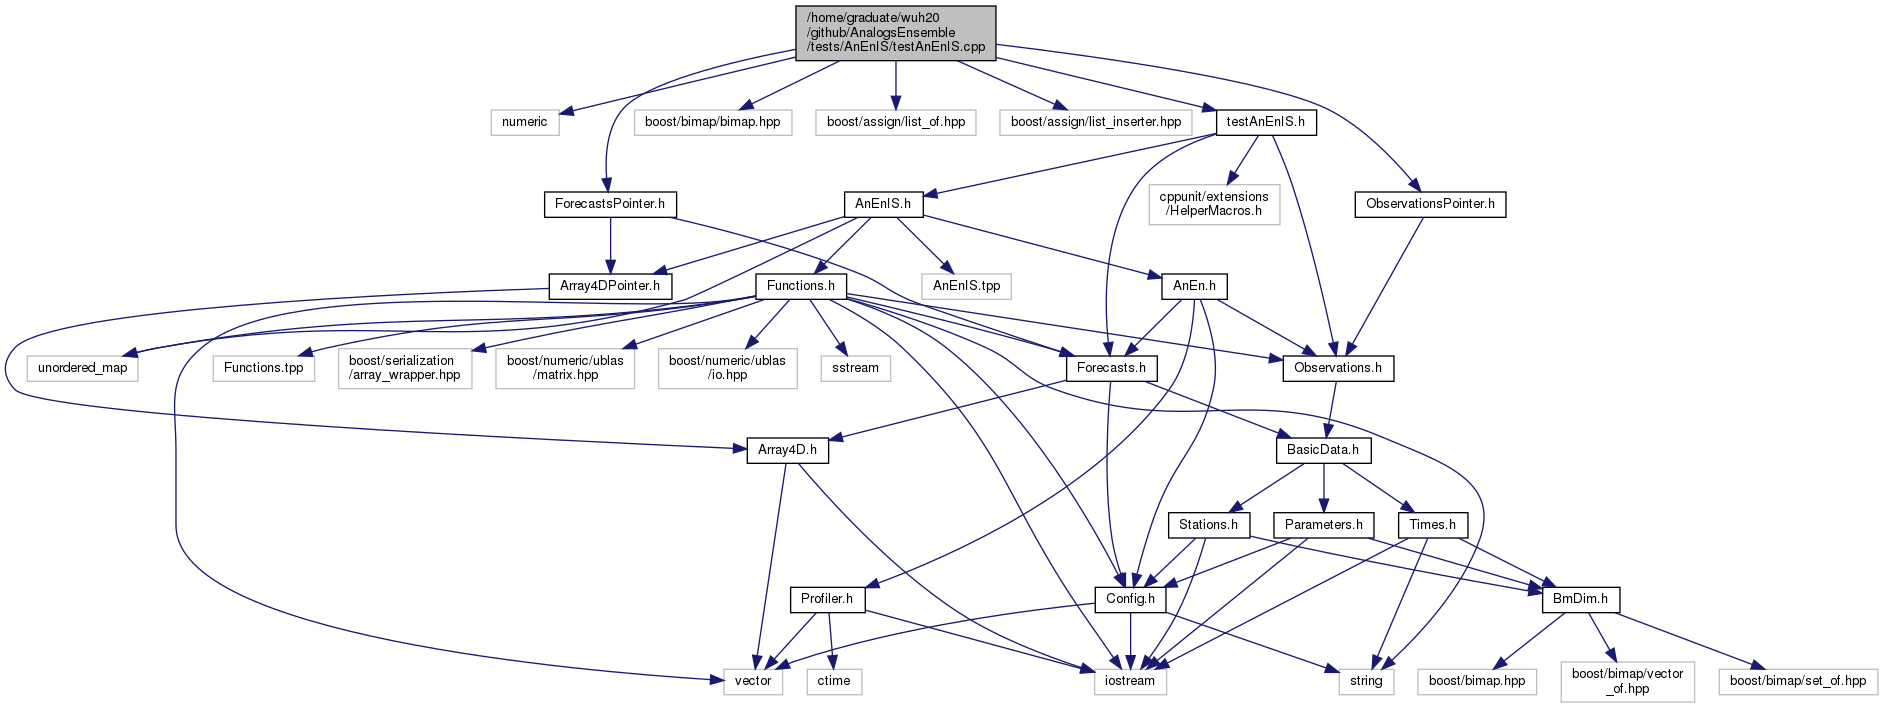 /home/graduate/wuh20
/github/AnalogsEnsemble
/tests/AnEnIS/testAnEnIS.cpp
numeric
boost/bimap/bimap.hpp
boost/assign/list_of.hpp
boost/assign/list_inserter.hpp
testAnEnIS.h
ForecastsPointer.h
AnEnIS.h
cppunit/extensions
/HelperMacros.h
ObservationsPointer.h
Array4DPointer.h
Functions.h
AnEnIS.tpp
AnEn.h
unordered_map
Functions.tpp
boost/serialization
/array_wrapper.hpp
boost/numeric/ublas
/matrix.hpp
boost/numeric/ublas
/io.hpp
sstream
Forecasts.h
Observations.h
Array4D.h
BasicData.h
Stations.h
Parameters.h
Times.h
Profiler.h
Config.h
BmDim.h
vector
ctime
iostream
string
boost/bimap.hpp
boost/bimap/vector
_of.hpp
boost/bimap/set_of.hpp